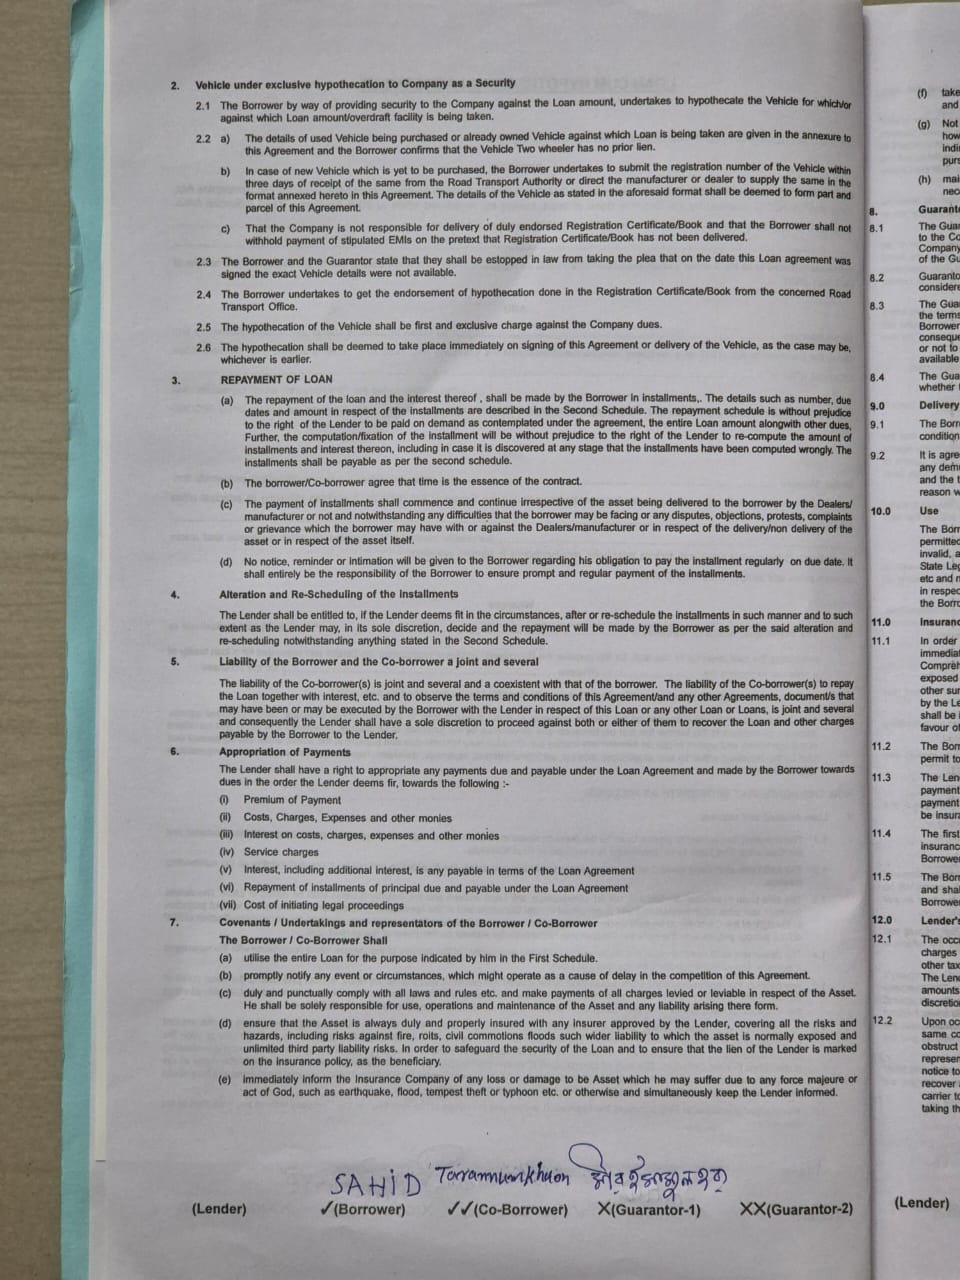 2. Vehicle under exclusive hypothecation to Company as a Security
2.1 The Borrower by way of providing security to the Company against the Loan amount, undertakes to hypothecate the Vehicle for which/or
against which Loan amount/overdraft facility is being taken.
2.2 a) The details of used Vehicle being purchased or already owned Vehicle against which Loan is being taken are given in the annexure to
this Agreement and the Borrower confirms that the Vehicle Two wheeler has no prior lien.
b) In case of new Vehicle which is yet to be purchased, the Borrower undertakes to submit the registration number of the Vehicle within
three days of receipt of the same from the Road Transport Authority or direct the manufacturer or dealer to supply the same in the
format annexed hereto in this Agreement. The details of the Vehicle as stated in the aforesaid format shall be deemed to form part and
parcel of this Agreement.
c) That the Company is not responsible for delivery of duly endorsed Registration Certificate/Book and that the Borrower shall not
withhold payment of stipulated EMIs on the pretext that Registration Certificate/Book has not been delivered.
2.3 The Borrower and the Guarantor state that they shall be estopped in law from taking the plea that on the date this Loan agreement was
signed the exact Vehicle details were not available.
2.4 The Borrower undertakes to get the endorsement of hypothecation done in the Registration Certificate/Book from the concerned Road
Transport Office.
2.5 The hypothecation of the Vehicle shall be first and exclusive charge against the Company dues.
2.6 The hypothecation shall be deemed to take place immediately on signing of this Agreement or delivery of the Vehicle, as the case may be,
whichever is earlier.
3. REPAYMENT OF LOAN
(a) The repayment of the loan and the interest thereof , shall be made by the Borrower in installments,. The details such as number, due
dates and amount in respect of the installments are described in the Second Schedule. The repayment schedule is without prejudice
to the right of the Lender to be paid on demand as contemplated under the agreement, the entire Loan amount alongwith other dues,
Further, the computation/fixation of the installment will be without prejudice to the right of the Lender to re-compute the amount of
installments and interest thereon, including in case it is discovered at any stage that the installments have been computed wrongly. The
installments shall be payable as per the second schedule.
(b) The borrower/Co-borrower agree that time is the essence of the contract.
(c) The payment of installments shall commence and continue irrespective of the asset being delivered to the borrower by the Dealers/
manufacturer or not and notwithstanding any difficulties that the borrower may be facing or any disputes, objections, protests, complaints
or grievance which the borrower may have with or against the Dealers/manufacturer or in respect of the delivery/non delivery of the
asset or in respect of the asset itself.
(d) No notice, reminder or intimation will be given to the Borrower regarding his obligation to pay the installment regularly on due date. It
shall entirely be the responsibility of the Borrower to ensure prompt and regular payment of the installments.
4. Alteration and Re-Scheduling of the Installments
The Lender shall be entitled to, if the Lender deems fit in the circumstances, after or re-schedule the installments in such manner and to such
extent as the Lender may, in its sole discretion, decide and the repayment will be made by the Borrower as per the said alteration and
re-scheduling notwithstanding anything stated in the Second Schedule.
5. Liability of the Borrower and the Co-borrower a joint and several
The liability of the Co-borrower(s) is joint and several and a coexistent with that of the borrower. The liability of the Co-borrower(s) to repay
the Loan together with interest, etc. and to observe the terms and conditions of this Agreement/and any other Agreements, document/s that
may have been or may be executed by the Borrower with the Lender in respect of this Loan or any other Loan or Loans, is joint and several
and consequently the Lender shall have a sole discretion to proceed against both or either of them to recover the Loan and other charges
payable by the Borrower to the Lender.
6. Appropriation of Payments
The Lender shall have a right to appropriate any payments due and payable under the Loan Agreement and made by the Borrower towards
dues in the order the Lender deems fir, towards the following :-
(i) Premium of Payment
(ii) Costs, Charges, Expenses and other monies
(iii) Interest on costs, charges, expenses and other monies
(iv) Service charges
(v) Interest, including additional interest, is any payable in terms of the Loan Agreement
(vi) Repayment of installments of principal due and payable under the Loan Agreement
(vii) Cost of initiating legal proceedings
7. Covenants / Undertakings and representators of the Borrower / Co-Borrower
The Borrower / Co-Borrower Shall
(a) utilise the entire Loan for the purpose indicated by him in the First Schedule.
(b) promptly notify any event or circumstances, which might operate as a cause of delay in the competition of this Agreement.
(c) duly and punctually comply with all laws and rules etc. and make payments of all charges levied or leviable in respect of the Asset.
He shall be solely responsible for use, operations and maintenance of the Asset and any liability arising there form.
(d) ensure that the Asset is always duly and properly insured with any insurer approved by the Lender, covering all the risks and
hazards, including risks against fire, roits, civil commotions floods such wider liability to which the asset is normally exposed and
unlimited third party liability risks. In order to safeguard the security of the Loan and to ensure that the lien of the Lender is marked
on the insurance policy, as the beneficiary.
(e) immediately inform the Insurance Company of any loss or damage to be Asset which he may suffer due to any force majeure or
act of God, such as earthquake, flood, tempest theft or typhoon etc. or otherwise and simultaneously keep the Lender informed.
SAHID
(Lender) ✓(Borrower) ✓✓(Co-Borrower) X(Guarantor-1) XX(Guarantor-2)
(f) take
and
(g) Not
how
(h)
8.
8.1 The
to the
Company
of the
8.2
8.3 The
the terms
Borrower
or not to
available
8.4 The
whether
9.0 Delivery
9.1 The
condition
9.2 It is
any
and the
reason
10.0 Use
The
permitted
State
etc and
the
11.0
11.1 In order
exposed
other
by the
shall be
favour
11.2 The
permit to
11.3 The
payment
payment
be
11.4 The first
Borrower
11.5 The
and
Borrower
12.0 Lender's
12.1 The
charges
other tax
The
amounts
12.2 Upon
same
obstruct
notice to
recover
carrier
taking
(Lender)